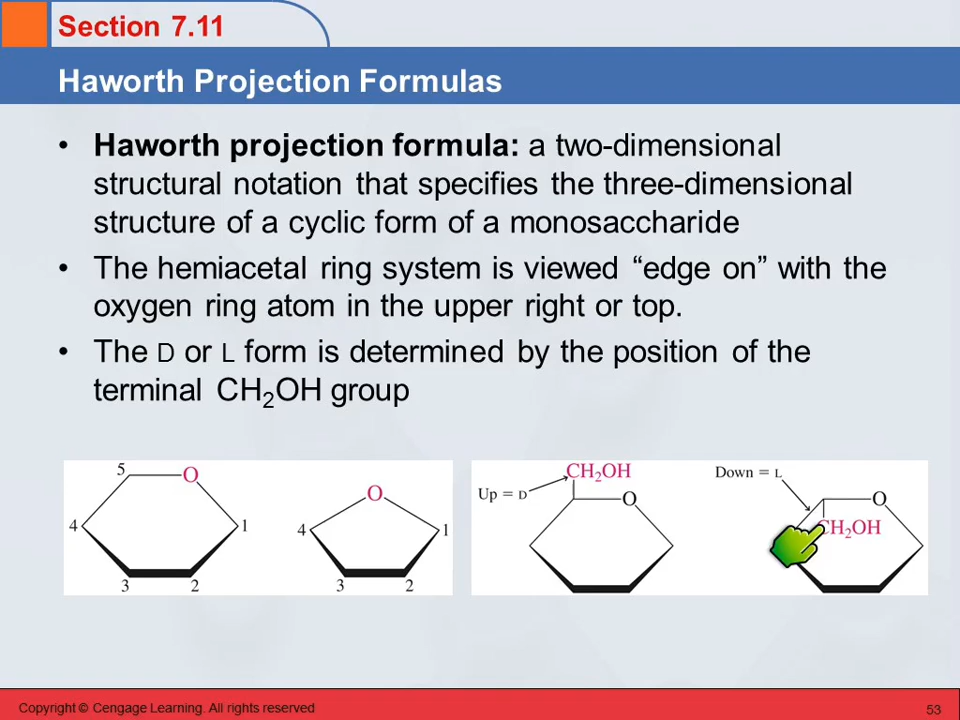 Section 7.11
Haworth Projection Formulas
• Haworth projection formula: a two-dimensional
structural notation that specifies the three-dimensional
structure of a cyclic form of a monosaccharide
• The hemiacetal ring system is viewed “edge on” with the
oxygen ring atom in the upper right or top.
• The D or L form is determined by the position of the
terminal CH₂OH group
5 O
4 1
3 2
O
4 1
3 2
CH₂OH
Up = D
O
Down = L
O
CH₂OH
Copyright © Cengage Learning. All rights reserved
53